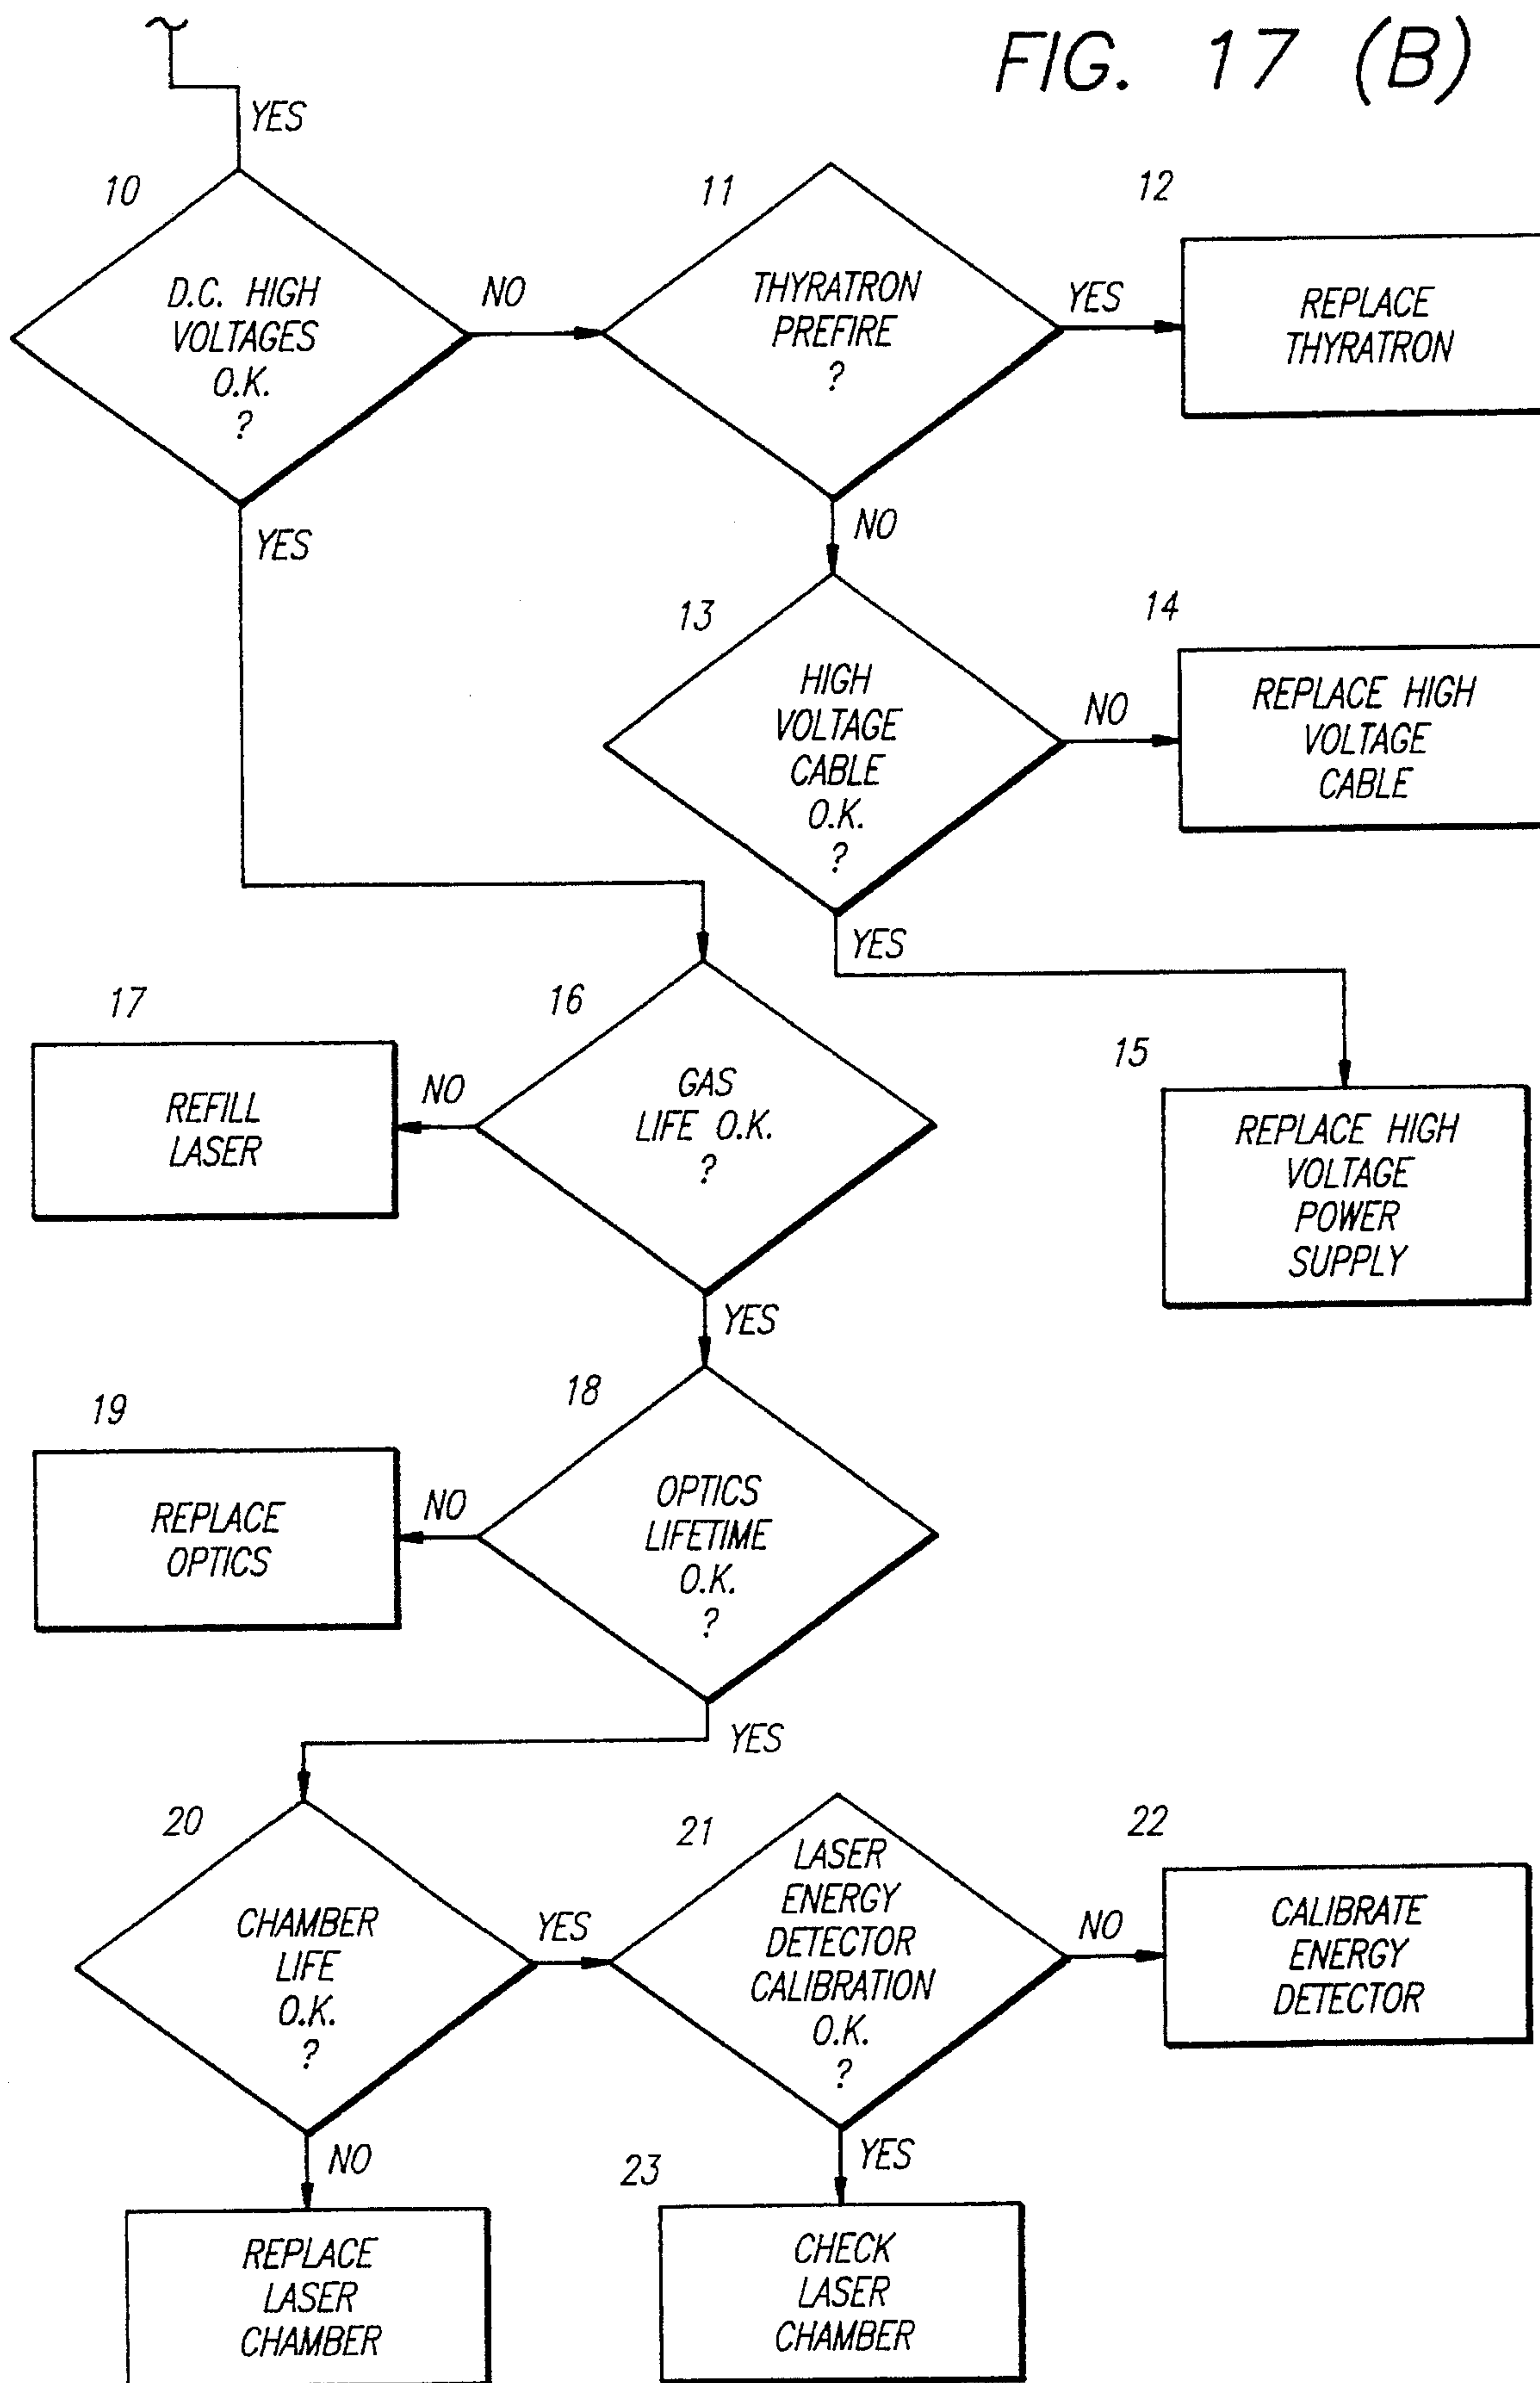 FIG. 17 (B)
YES
10
D.C. HIGH
VOLTAGES
O.K.
?
NO
YES
11
THYRATRON
PREFIRE
?
YES
NO
12
REPLACE
THYRATRON
13
HIGH
VOLTAGE
CABLE
O.K.
?
NO
YES
14
REPLACE HIGH
VOLTAGE
CABLE
15
REPLACE HIGH
VOLTAGE
POWER
SUPPLY
16
GAS
LIFE O.K.
?
NO
YES
17
REFILL
LASER
18
OPTICS
LIFETIME
O.K.
?
NO
YES
19
REPLACE
OPTICS
20
CHAMBER
LIFE
O.K.
?
YES
NO
REPLACE
LASER
CHAMBER
21
LASER
ENERGY
DETECTOR
CALIBRATION
O.K.
?
NO
YES
22
CALIBRATE
ENERGY
DETECTOR
23
CHECK
LASER
CHAMBER